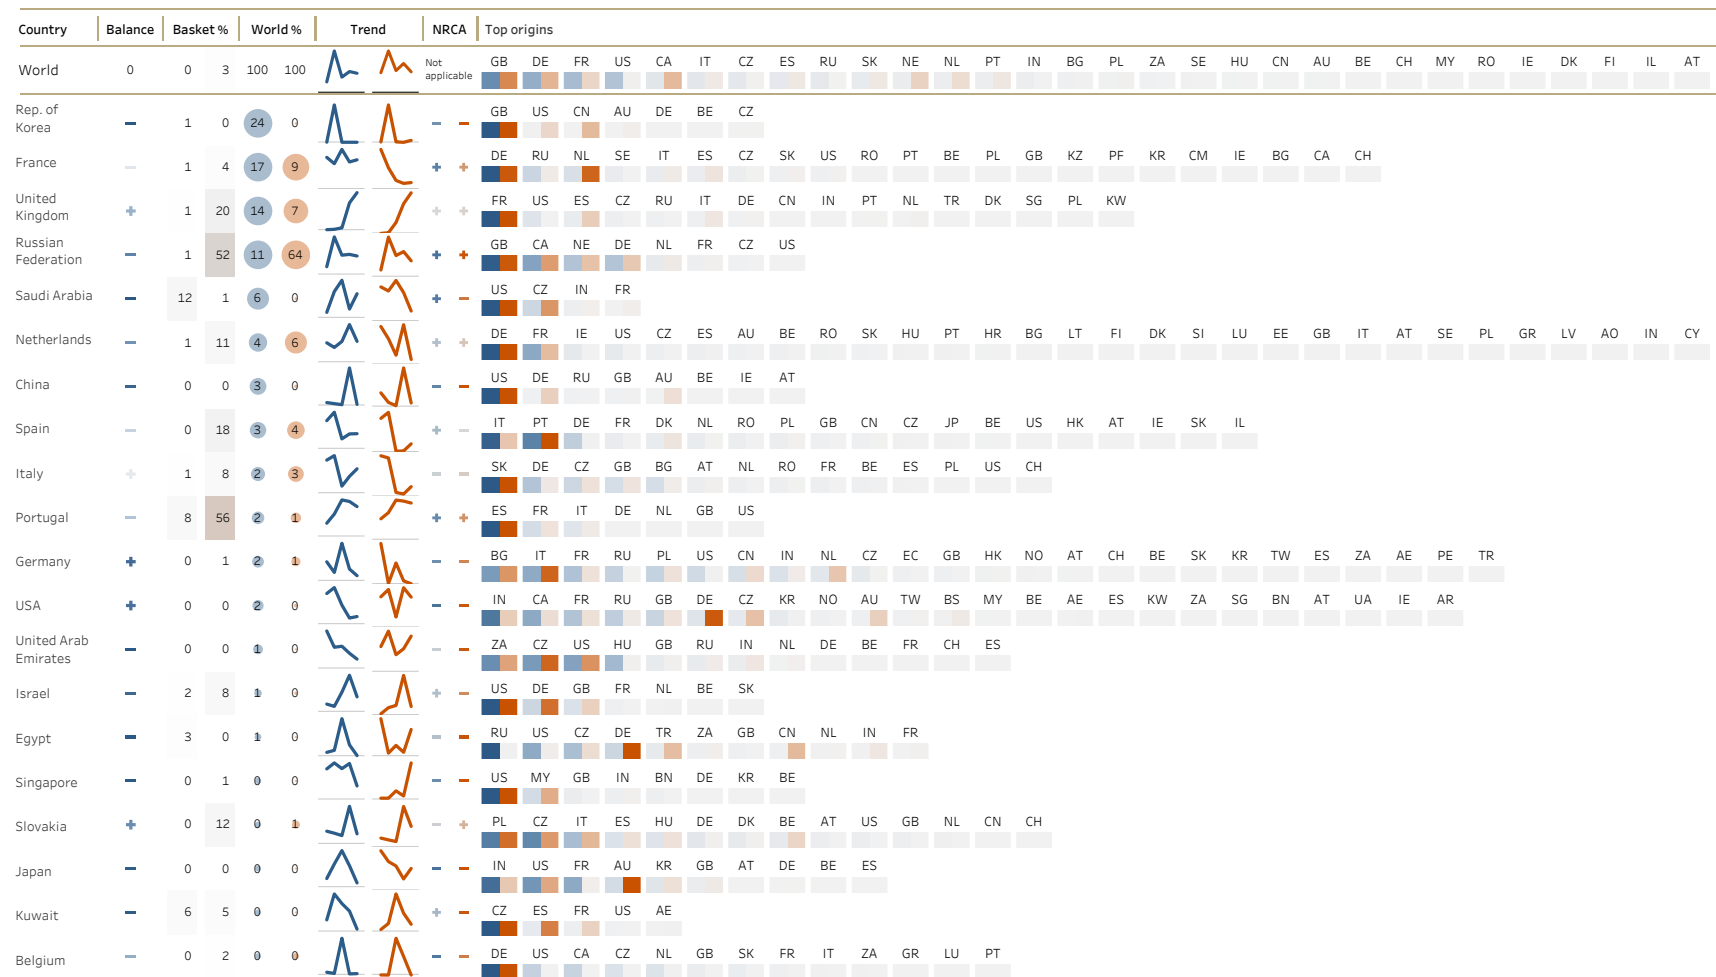 Country Balance Basket % World % Trend NRCA Top origins
World 0 0 3 100 100 Not applicable GB DE FR US CA IT CZ ES RU SK NE NL PT IN BG PL ZA SE HU CN AU BE CH MY RO IE DK FI IL AT
Rep. of Korea 1 0 24 0 GB US CN AU DE BE CZ
France 1 4 17 9 DE RU NL SE IT ES CZ SK US RO PT BE PL GB KZ PF KR CM IE BG CA CH
United Kingdom + 1 20 14 7 FR US ES CZ RU IT DE CN IN PT NL TR DK SG PL KW
Russian Federation 1 52 11 64 GB CA NE DE NL FR CZ US
Saudi Arabia 12 1 6 0 US CZ IN FR
Netherlands 1 11 4 6 DE FR IE US CZ ES AU BE RO SK HU PT HR BG LT FI DK SI LU EE GB IT AT SE PL GR LV AO IN CY
China 0 0 3 0 US DE RU GB AU BE IE AT
Spain 0 18 3 4 IT PT DE FR DK NL RO PL GB CN CZ JP BE US HK AT IE SK IL
Italy 1 8 2 3 SK DE CZ GB BG AT NL RO FR BE ES PL US CH
Portugal 8 56 2 1 ES FR IT DE NL GB US
Germany 0 1 2 1 BG IT FR RU PL US CN IN NL CZ EC GB HK NO AT CH BE SK KR TW ES ZA AE PE TR
USA 0 0 2 0 IN CA FR RU GB DE CZ KR NO AU TW BS MY BE AE ES KW ZA SG BN AT UA IE AR
United Arab Emirates 0 0 1 0 ZA CZ US HU GB RU IN NL DE BE FR CH ES
Israel 2 8 1 0 US DE GB FR NL BE SK
Egypt 3 0 1 0 RU US CZ DE TR ZA GB CN NL IN FR
Singapore 0 1 0 0 US MY GB IN BN DE KR BE
Slovakia 0 12 0 1 PL CZ IT ES HU DE DK BE AT US GB NL CN CH
Japan 0 0 0 0 IN US FR AU KR GB AT DE BE ES
Kuwait 6 5 0 0 CZ ES FR US AE
Belgium 0 2 0 0 DE US CA CZ NL GB SK FR IT ZA GR LU PT